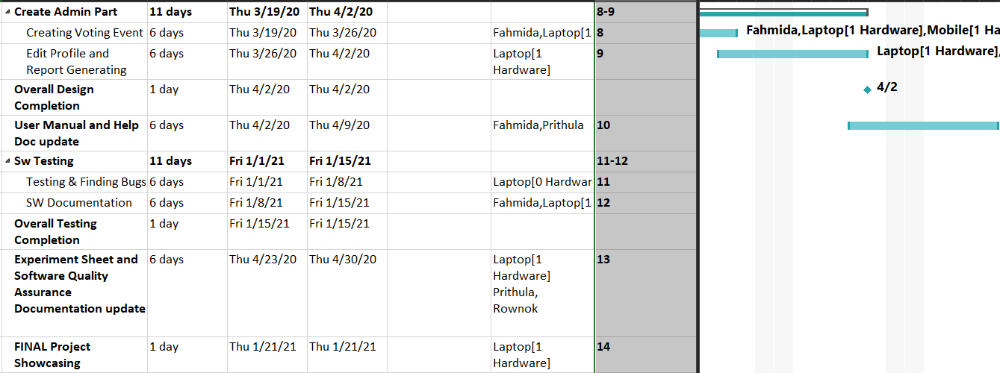 Create Admin Part 11 days Thu 3/19/20 Thu 4/2/20 8-9
Creating Voting Event 6 days Thu 3/19/20 Thu 3/26/20 Fahmida,Laptop[1 8 Fahmida,Laptop[1 Hardware],Mobile[1 Ha
Edit Profile and 6 days Thu 3/26/20 Thu 4/2/20 Laptop[1 9 Laptop[1 Hardware],
Report Generating Hardware]
Overall Design 1 day Thu 4/2/20 Thu 4/2/20 4/2
Completion
User Manual and Help 6 days Thu 4/2/20 Thu 4/9/20 Fahmida,Prithula 10
Doc update
Sw Testing 11 days Fri 1/1/21 Fri 1/15/21 11-12
Testing & Finding Bugs 6 days Fri 1/1/21 Fri 1/8/21 Laptop[0 Hardwar 11
SW Documentation 6 days Fri 1/8/21 Fri 1/15/21 Fahmida,Laptop[1 12
Overall Testing 1 day Fri 1/15/21 Fri 1/15/21
Completion
Experiment Sheet and 6 days Thu 4/23/20 Thu 4/30/20 Laptop[1 13
Software Quality Hardware]
Assurance Prithula,
Documentation update Rownok
FINAL Project 1 day Thu 1/21/21 Thu 1/21/21 Laptop[1 14
Showcasing Hardware]